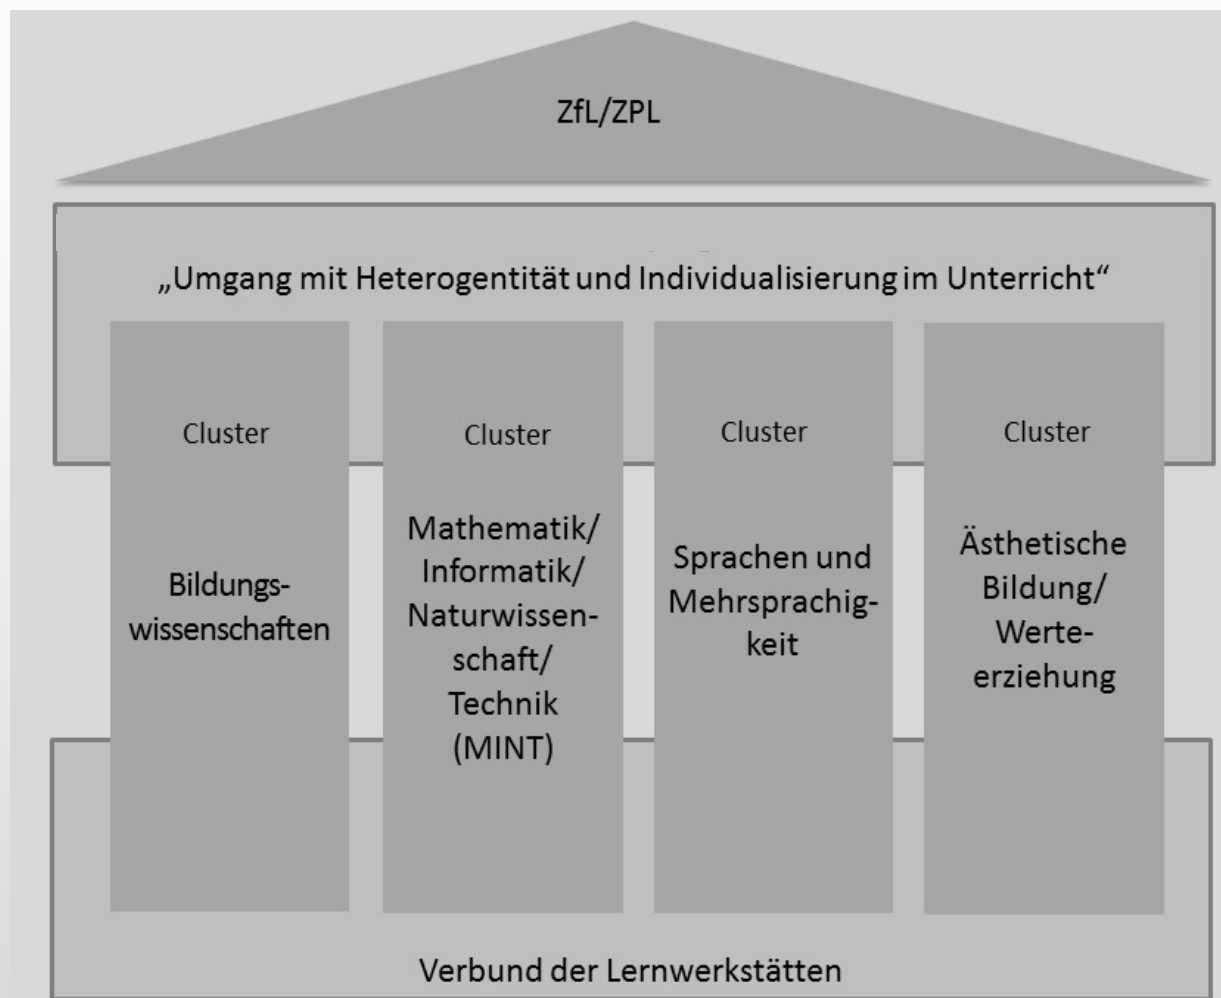 ZfL/ZPL
„Umgang mit Heterogentität und Individualisierung im Unterricht“
Cluster
Bildungs-
wissenschaften
Cluster
Mathematik/
Informatik/
Naturwissen-
schaft/
Technik
(MINT)
Cluster
Sprachen und
Mehrsprachig-
keit
Cluster
Ästhetische
Bildung/
Werte-
erziehung
Verbund der Lernwerkstätten